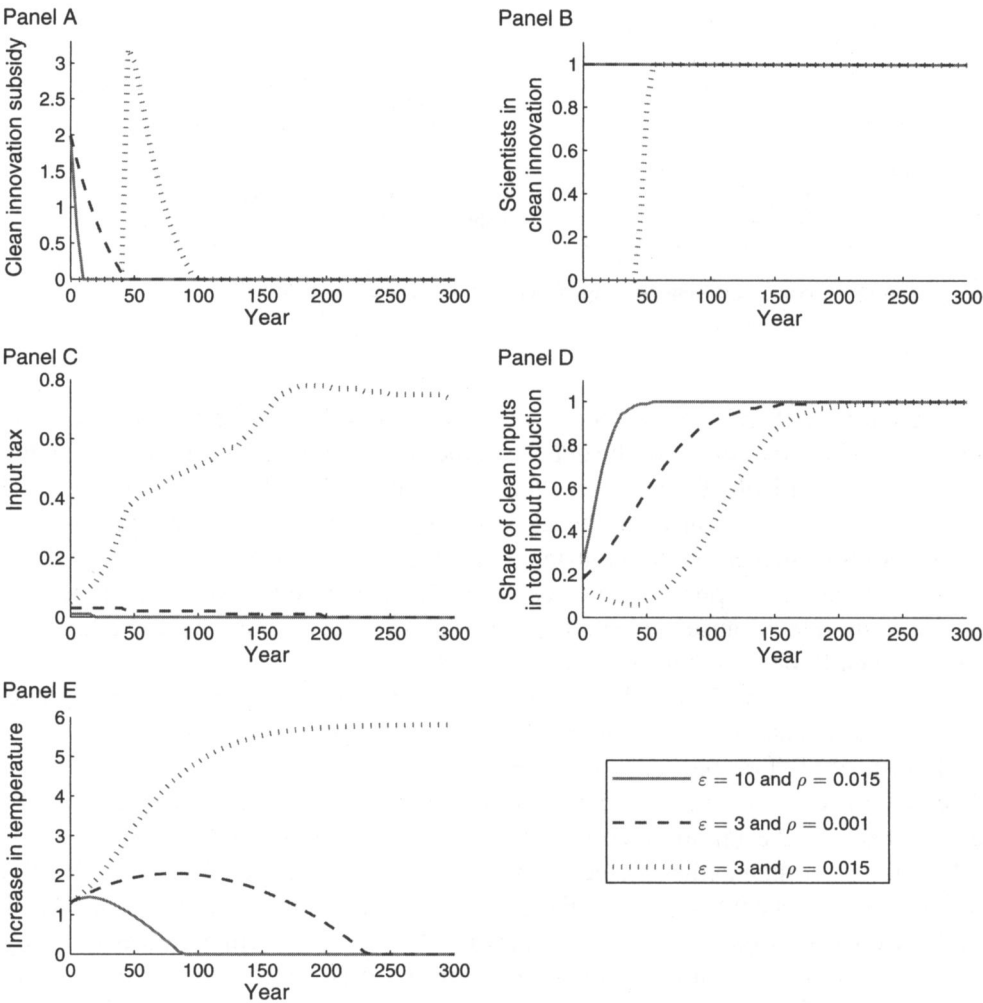 Panel A
Clean innovation subsidy
3
2.5
2
1.5
1
0.5
0
0 50 100 150 200 250 300
Year
Panel B
Scientists in
clean innovation
1
0.8
0.6
0.4
0.2
0
0 50 100 150 200 250 300
Year
Panel C
Input tax
0.8
0.6
0.4
0.2
0
0 50 100 150 200 250 300
Year
Panel D
Share of clean inputs
in total input production
1
0.8
0.6
0.4
0.2
0
0 50 100 150 200 250 300
Year
Panel E
Increase in temperature
6
5
4
3
2
1
0
0 50 100 150 200 250 300
Year
ε = 10 and ρ = 0.015
ε = 3 and ρ = 0.001
ε = 3 and ρ = 0.015